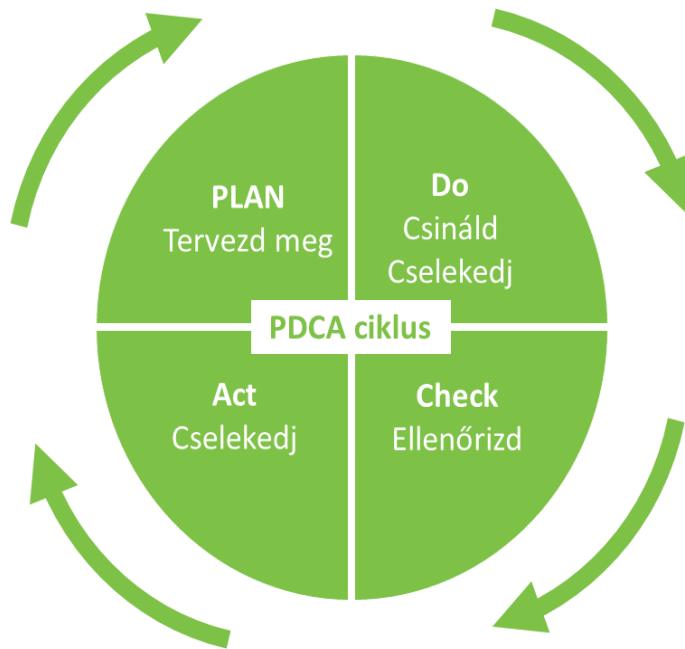 PLAN
Tervezd meg
Do
Csináld
Cselekedj
PDCA ciklus
Act
Cselekedj
Check
Ellenőrizd